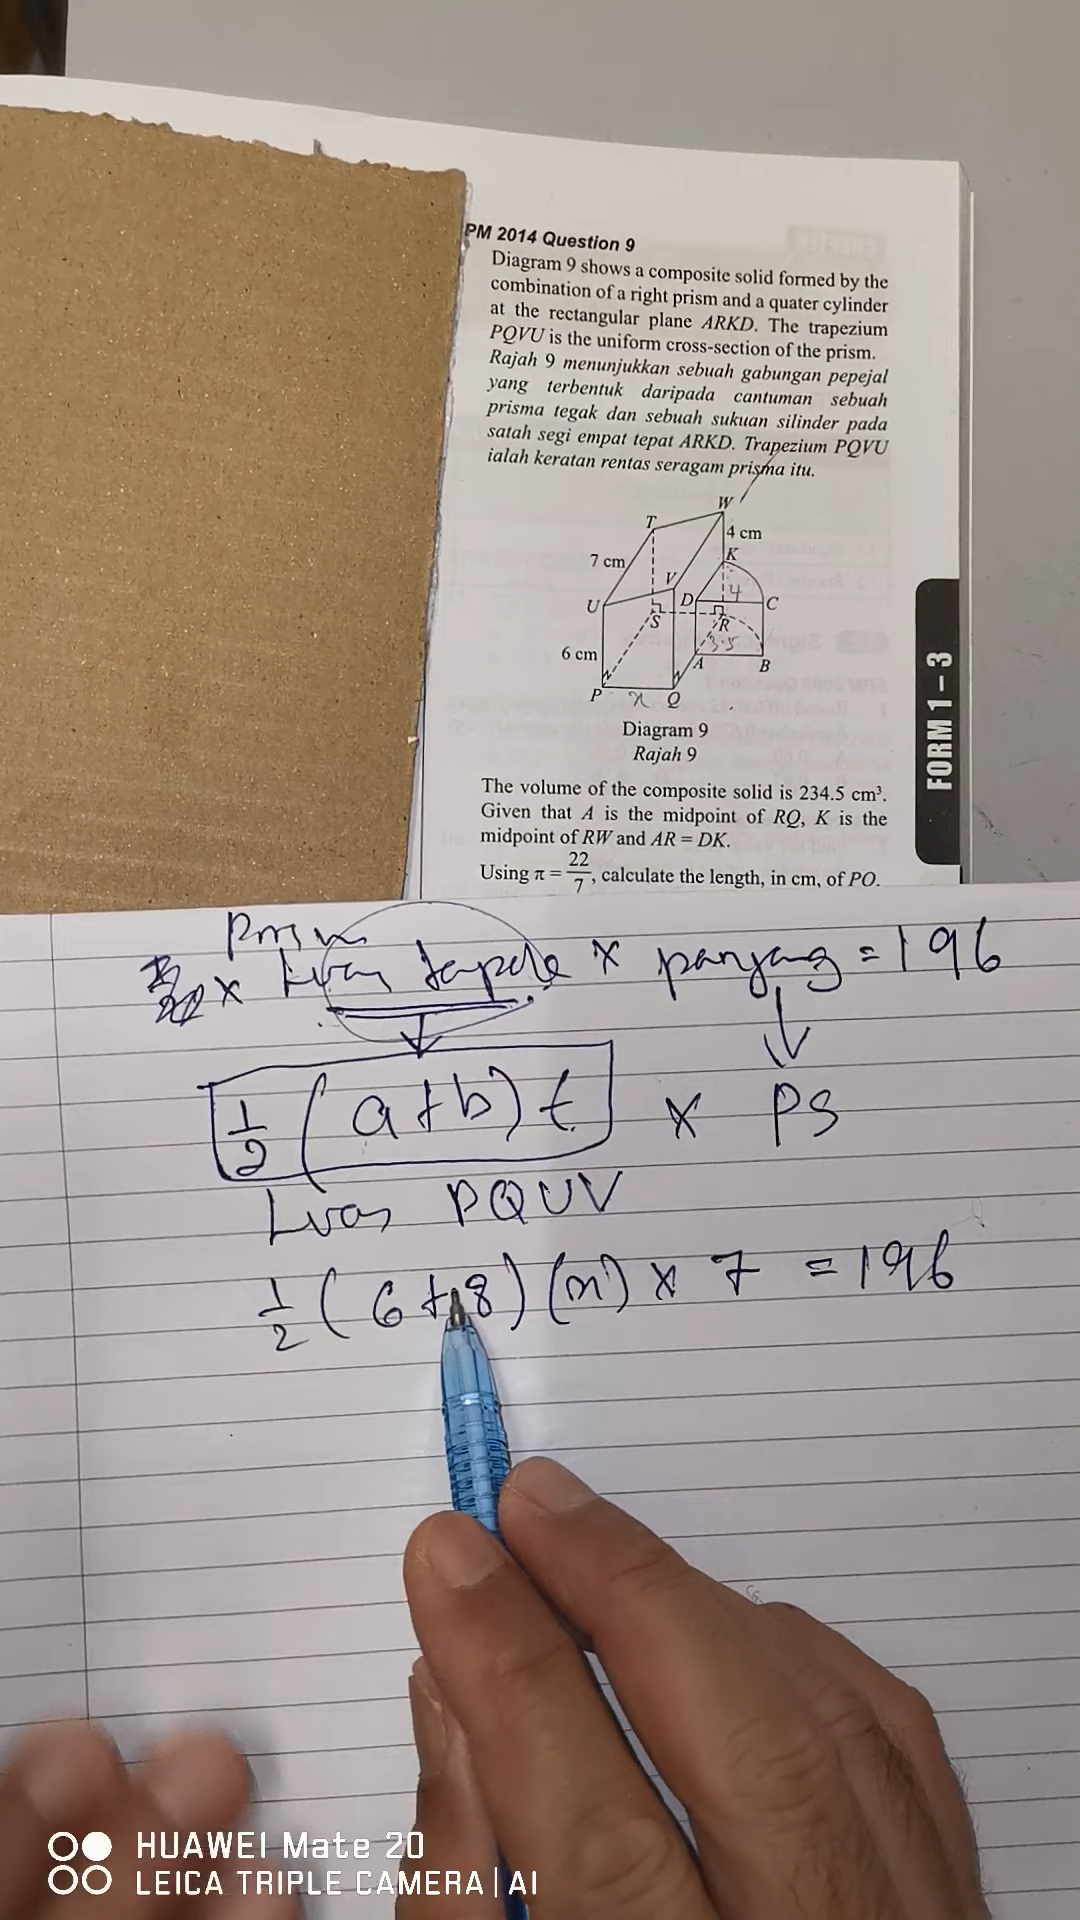 PM 2014 Question 9
Diagram 9 shows a composite solid formed by the
combination of a right prism and a quater cylinder
at the rectangular plane ARKD. The trapezium
PQVU is the uniform cross-section of the prism.
Rajah 9 menunjukkan sebuah gabungan pepejal
yang terbentuk daripada cantuman sebuah
prisma tegak dan sebuah sukuan silinder pada
satah segi empat tepat ARKD. Trapezium PQVU
ialah keratan rentas seragam prisma itu.
W
T
4 cm
7 cm
K
V
U
D
4
C
S
R
6 cm
3.5
A
B
P
x
Q
Diagram 9
Rajah 9
The volume of the composite solid is 234.5 cm³.
Given that A is the midpoint of RQ, K is the
midpoint of RW and AR = DK.
Using π = 22/7, calculate the length, in cm, of PQ.
FORM 1 – 3
Prism
x Luas tapak x panjang = 196
1/2 (a+b) t x PS
Luas PQUV
1/2 (6+8) (x) x 7 = 196
HUAWEI Mate 20
LEICA TRIPLE CAMERA | AI